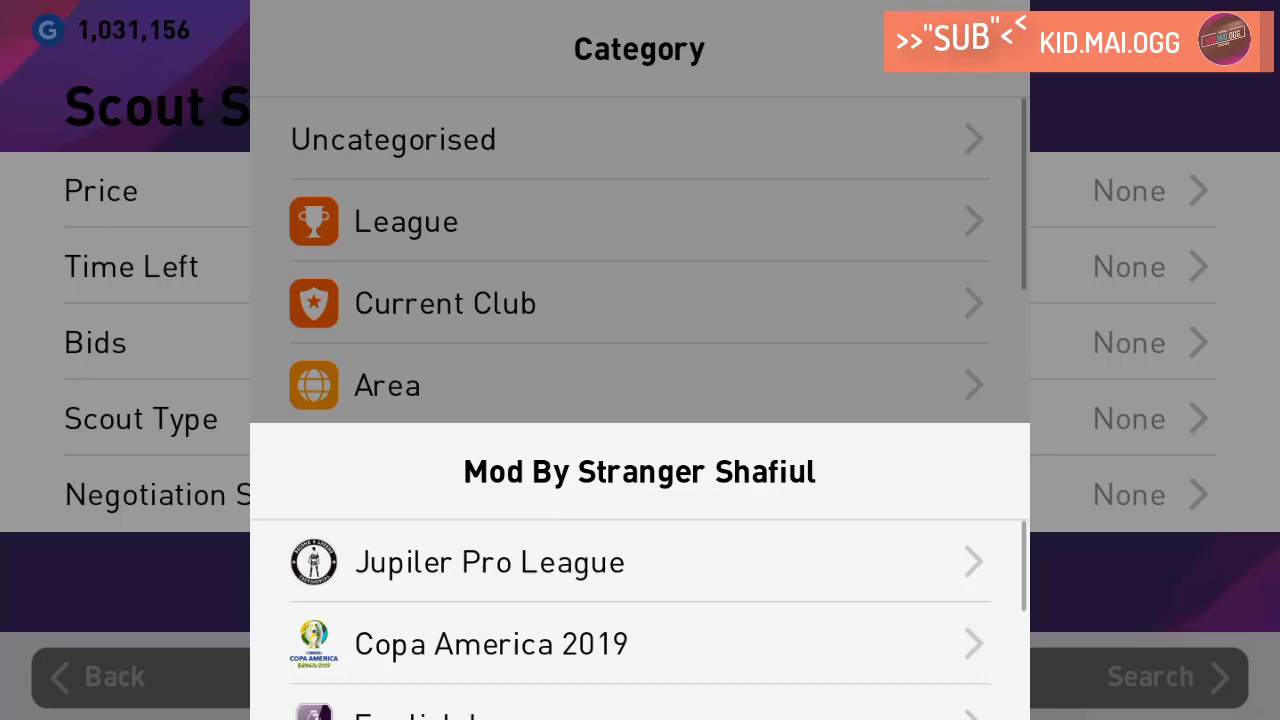 1,031,156
Scout S
Category
>>"SUB"<<
KID.MAI.OGG
Uncategorised
League
Current Club
Area
Price
None
Time Left
None
Bids
None
Scout Type
None
Negotiation S
None
Mod By Stranger Shafiul
Jupiler Pro League
Copa America 2019
COPA AMERICA
Back
Search